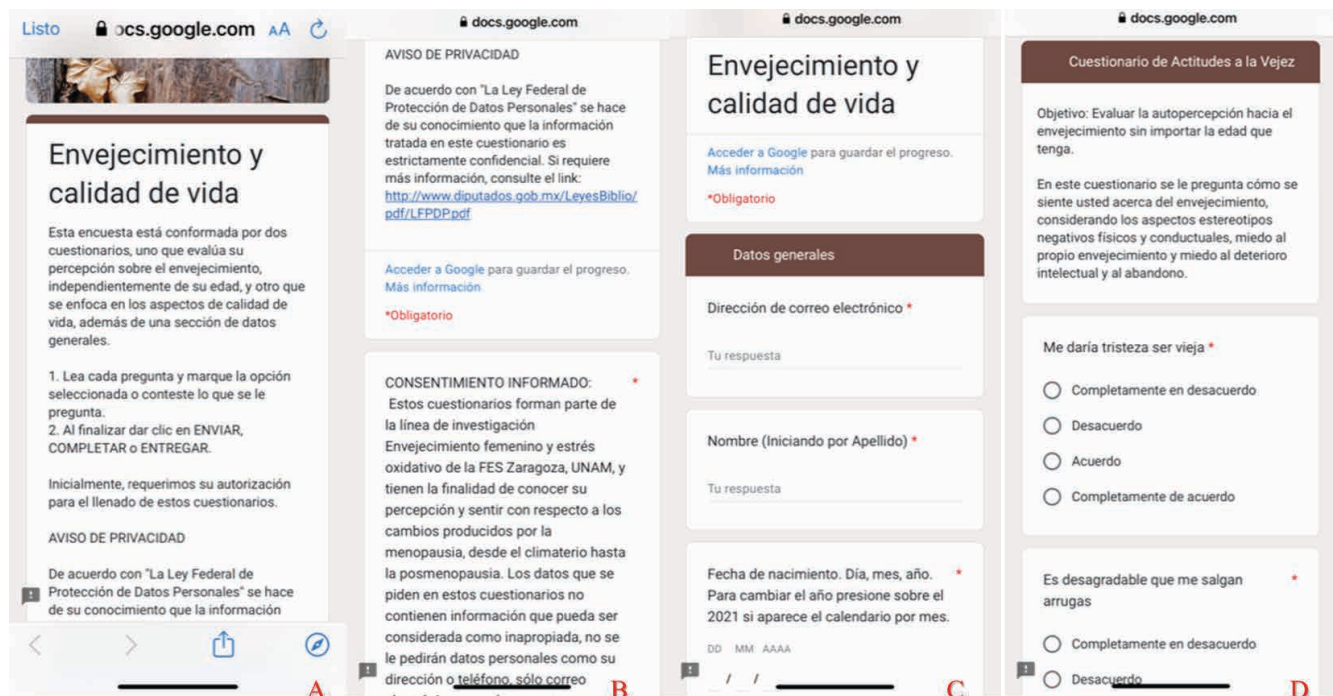 Listo
ocs.google.com AA
Envejecimiento y
calidad de vida
Esta encuesta está conformada por dos
cuestionarios, uno que evalúa su
percepción sobre el envejecimiento,
independientemente de su edad, y otro que
se enfoca en los aspectos de calidad de
vida, además de una sección de datos
generales.
1. Lea cada pregunta y marque la opción
seleccionada o conteste lo que se le
pregunta.
2. Al finalizar dar clic en ENVIAR,
COMPLETAR o ENTREGAR.
Inicialmente, requerimos su autorización
para el llenado de estos cuestionarios.
AVISO DE PRIVACIDAD
De acuerdo con "La Ley Federal de
Protección de Datos Personales" se hace
de su conocimiento que la información
A
docs.google.com
AVISO DE PRIVACIDAD
De acuerdo con "La Ley Federal de
Protección de Datos Personales" se hace
de su conocimiento que la información
tratada en este cuestionario es
estrictamente confidencial. Si requiere
más información, consulte el link:
http://www.diputados.gob.mx/LeyesBiblio/
pdf/LFPDP.pdf
Acceder a Google para guardar el progreso.
Más información
*Obligatorio
CONSENTIMIENTO INFORMADO: *
Estos cuestionarios forman parte de
la línea de investigación
Envejecimiento femenino y estrés
oxidativo de la FES Zaragoza, UNAM, y
tienen la finalidad de conocer su
percepción y sentir con respecto a los
cambios producidos por la
menopausia, desde el climaterio hasta
la posmenopausia. Los datos que se
piden en estos cuestionarios no
contienen información que pueda ser
considerada como inapropiada, no se
le pedirán datos personales como su
dirección o teléfono, sólo correo
B
docs.google.com
Envejecimiento y
calidad de vida
Acceder a Google para guardar el progreso.
Más información
*Obligatorio
Datos generales
Dirección de correo electrónico *
Tu respuesta
Nombre (Iniciando por Apellido) *
Tu respuesta
Fecha de nacimiento. Día, mes, año. *
Para cambiar el año presione sobre el
2021 si aparece el calendario por mes.
DD MM AAAA
/ /
C
docs.google.com
Cuestionario de Actitudes a la Vejez
Objetivo: Evaluar la autopercepción hacia el
envejecimiento sin importar la edad que
tenga.
En este cuestionario se le pregunta cómo se
siente usted acerca del envejecimiento,
considerando los aspectos estereotipos
negativos físicos y conductuales, miedo al
propio envejecimiento y miedo al deterioro
intelectual y al abandono.
Me daría tristeza ser vieja *
Completamente en desacuerdo
Desacuerdo
Acuerdo
Completamente de acuerdo
Es desagradable que me salgan *
arrugas
Completamente en desacuerdo
Desacuerdo
D